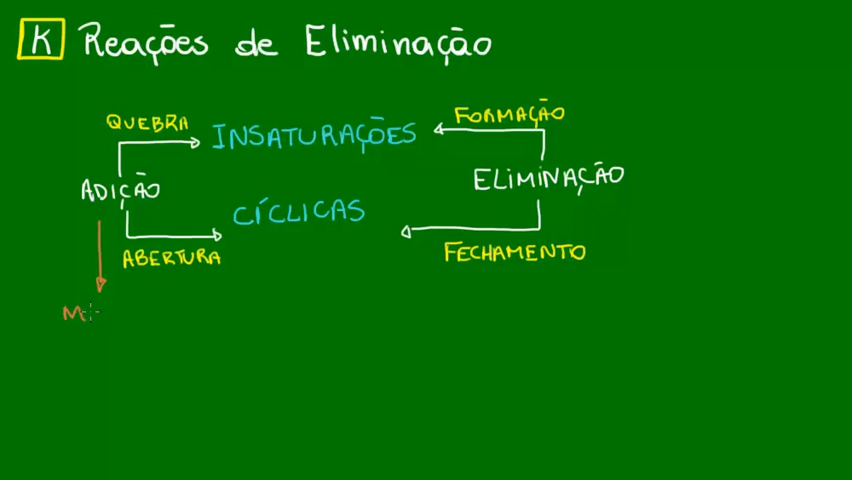 K Reações de Eliminação
QUEBRA INSATURAÇÕES FORMAÇÃO
ADIÇÃO ELIMINAÇÃO
CÍCLICAS
ABERTURA FECHAMENTO
M